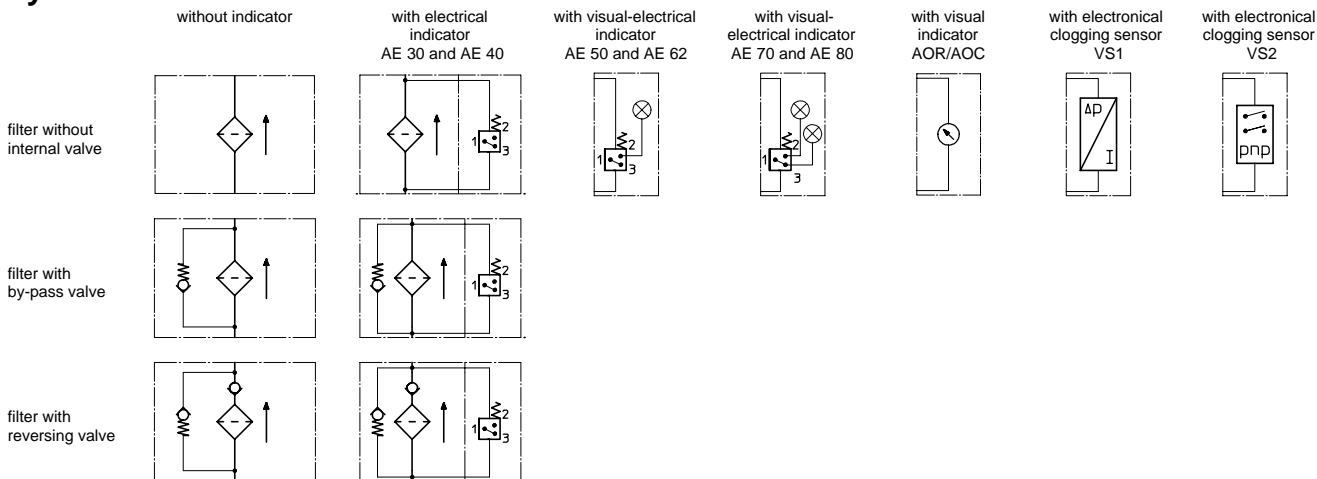 without indicator
with electrical
indicator
AE 30 and AE 40
with visual-electrical
indicator
AE 50 and AE 62
with visual-
electrical indicator
AE 70 and AE 80
with visual
indicator
AOR/AOC
with electronical
clogging sensor
VS1
with electronical
clogging sensor
VS2
filter without
internal valve
1
2
3
1
2
3
1
2
3
Δp
I
pnp
filter with
by-pass valve
1
2
3
filter with
reversing valve
1
2
3